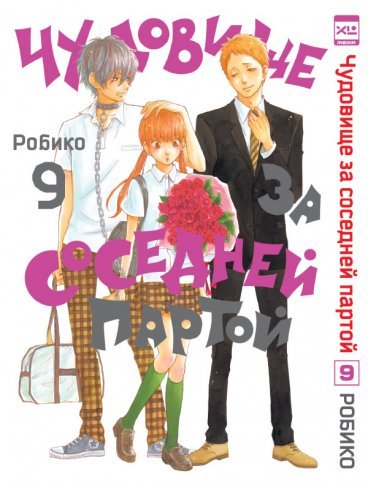 ЧУДОВИЩЕ
Робико
9
ЗА
СОСЕДНЕЙ
ПАРТОЙ
XL
MEDIA
Чудовище за соседней партой
9
РОБИКО